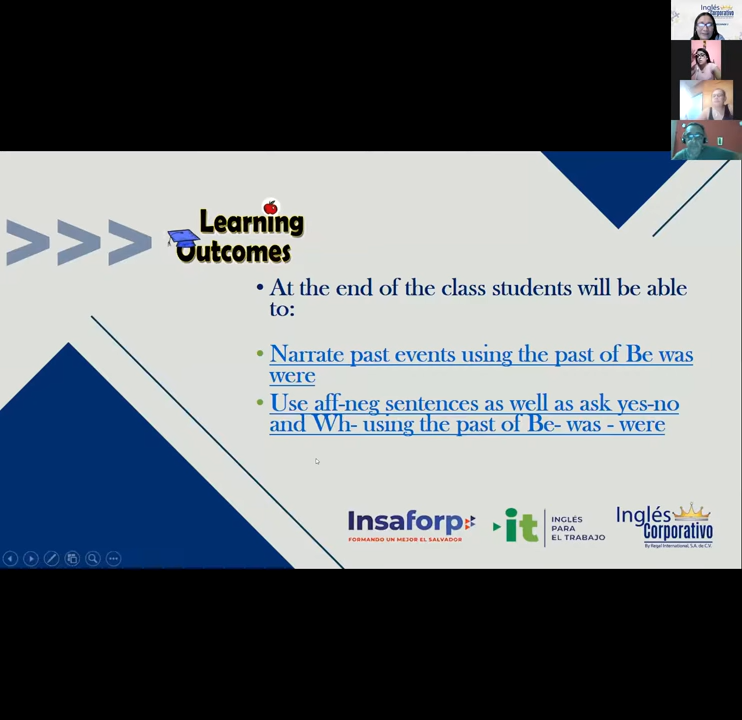 Inglés
Corporativo
Learning
Outcomes
• At the end of the class students will be able
to:
• Narrate past events using the past of Be was
were
• Use aff-neg sentences as well as ask yes-no
and Wh- using the past of Be- was - were
Insaforp
FORMANDO UN MEJOR EL SALVADOR
it
INGLÉS
PARA
EL TRABAJO
Inglés
Corporativo
By Regal International, S.A. de C.V.